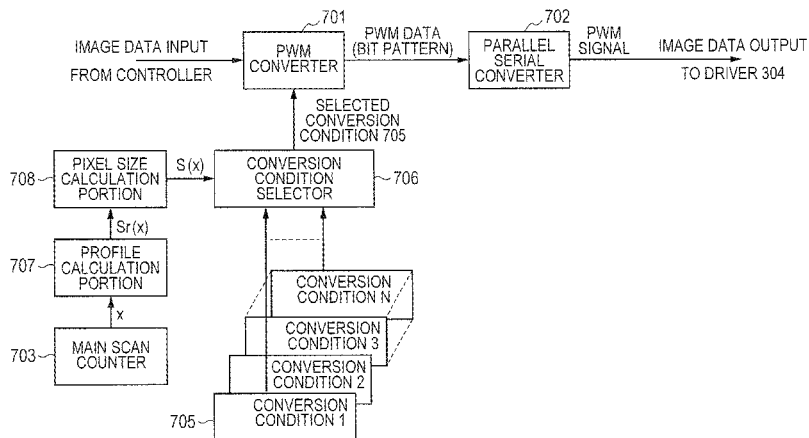 701
702
IMAGE DATA INPUT
FROM CONTROLLER
PWM
CONVERTER
PWM DATA
(BIT PATTERN)
PARALLEL
SERIAL
CONVERTER
PWM
SIGNAL
IMAGE DATA OUTPUT
TO DRIVER 304
SELECTED
CONVERSION
CONDITION 705
708
PIXEL SIZE
CALCULATION
PORTION
S(x)
CONVERSION
CONDITION
SELECTOR
706
Sr(x)
707
PROFILE
CALCULATION
PORTION
x
703
MAIN SCAN
COUNTER
CONVERSION
CONDITION N
CONVERSION
CONDITION 3
CONVERSION
CONDITION 2
CONVERSION
CONDITION 1
705